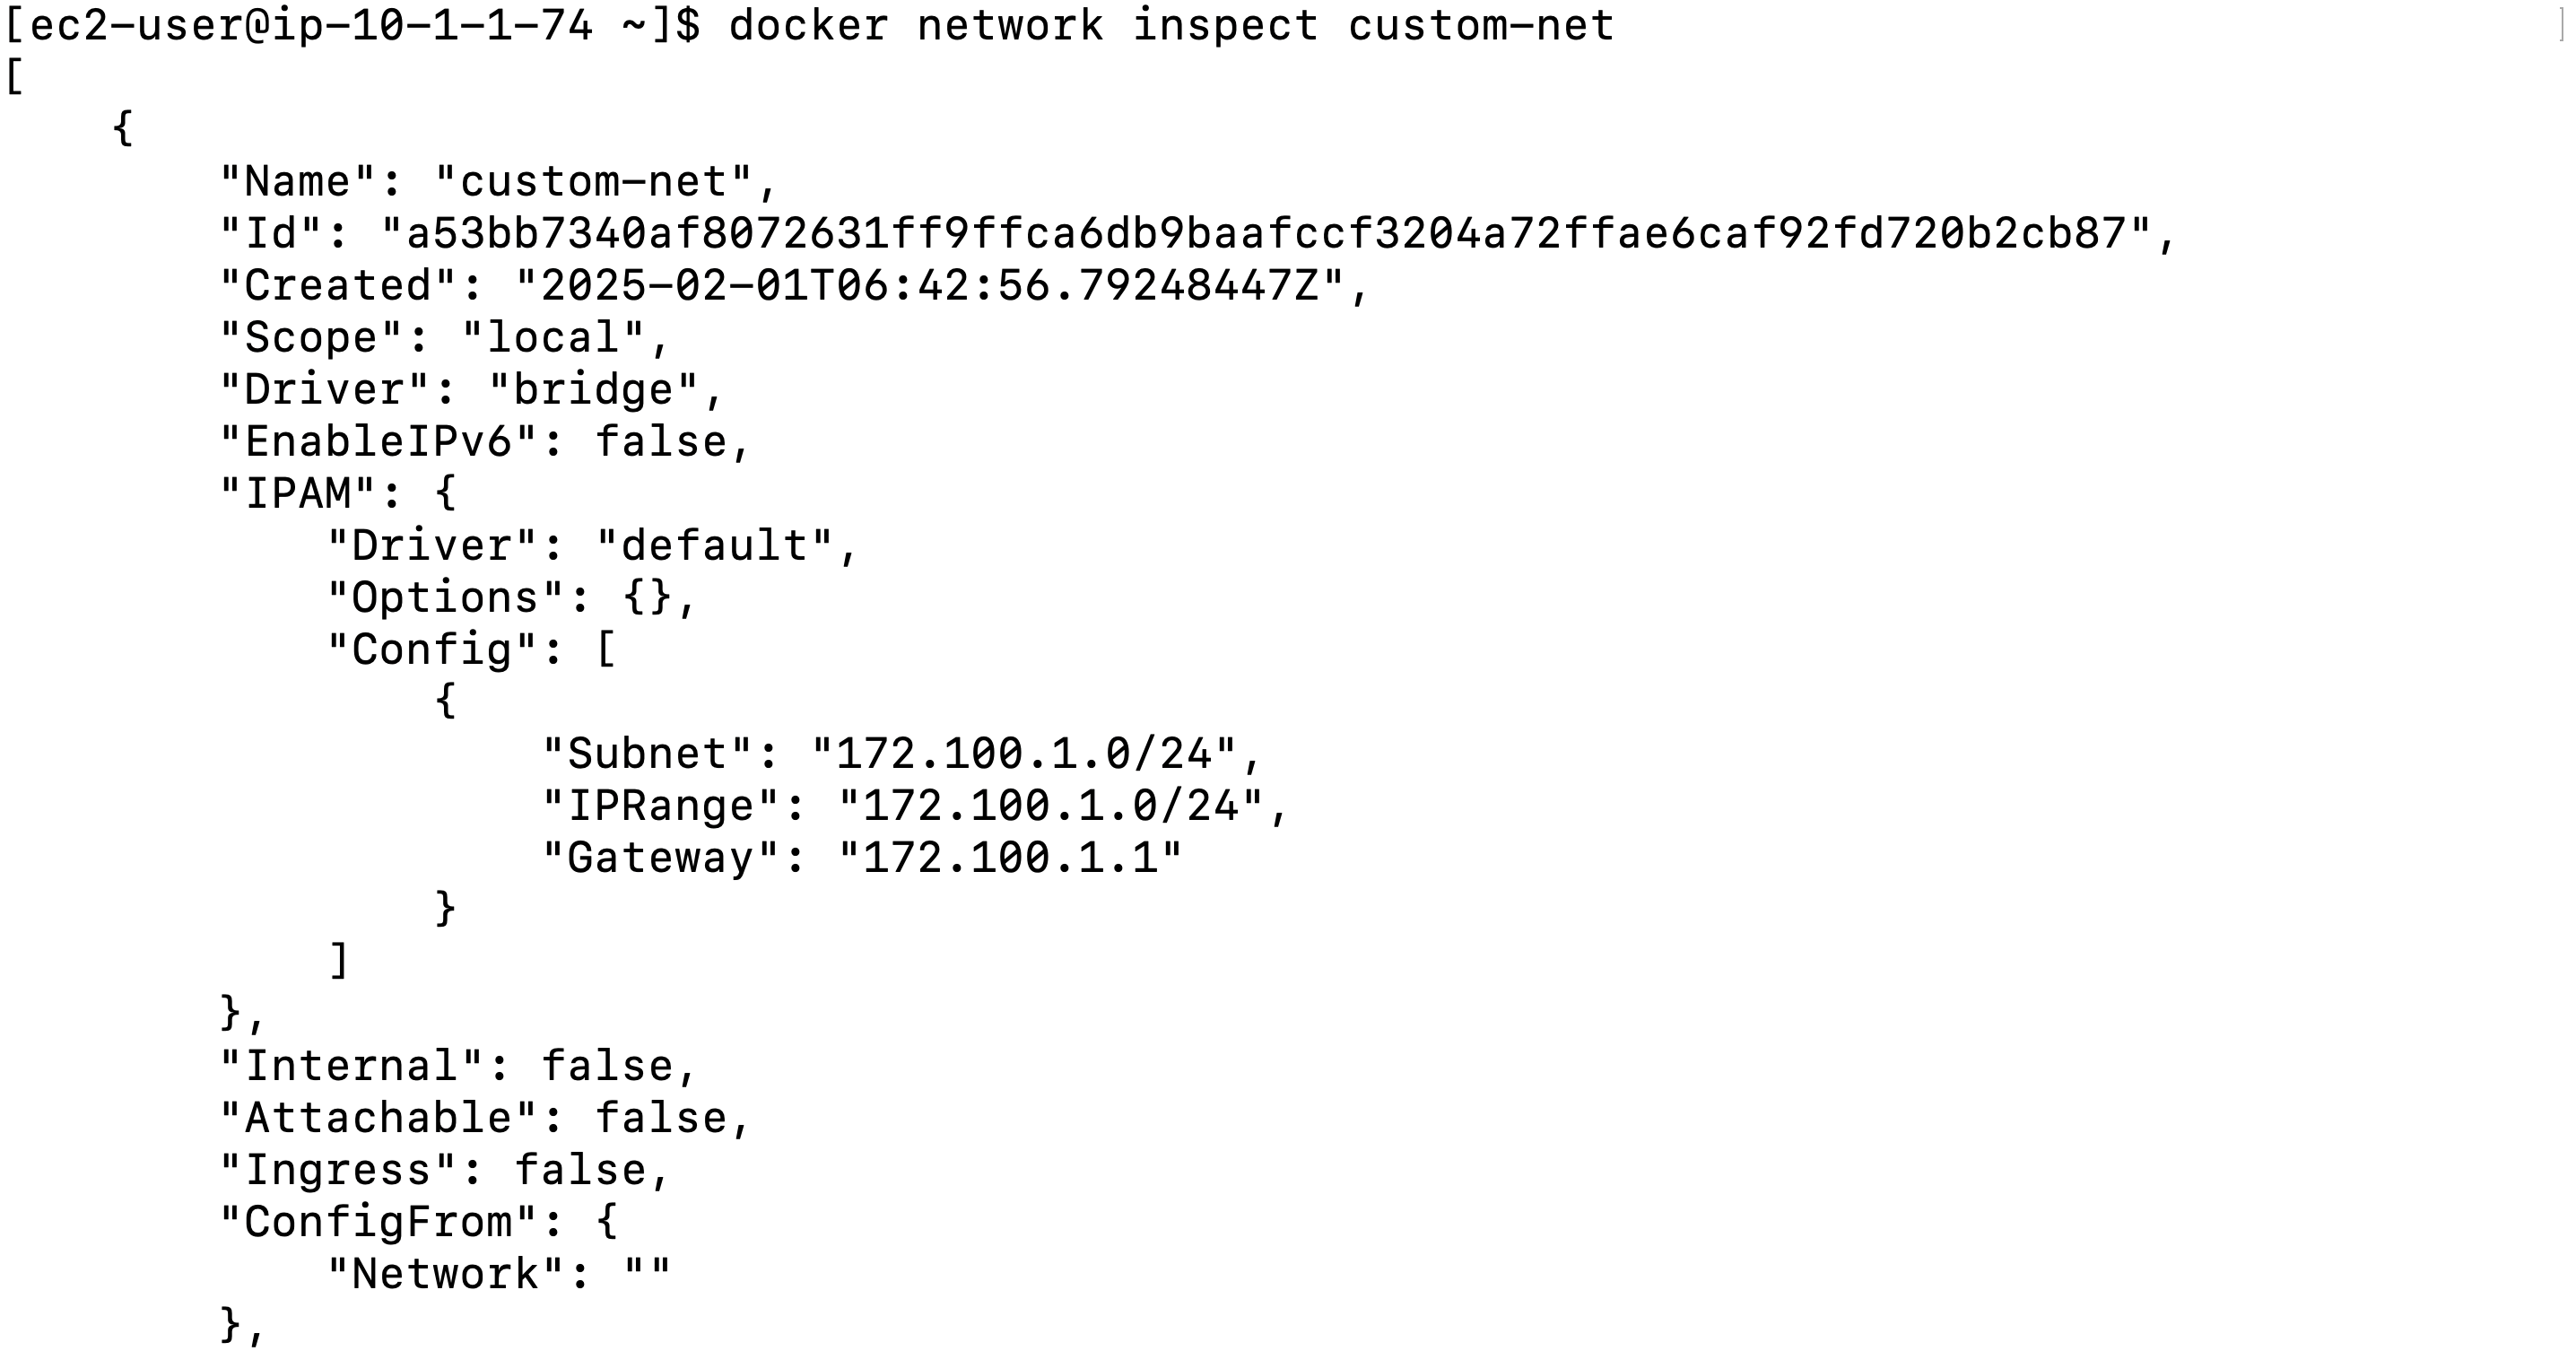 [ec2-user@ip-10-1-1-74 ~]$ docker network inspect custom-net ]
[
    {
        "Name": "custom-net",
        "Id": "a53bb7340af8072631ff9ffca6db9baafccf3204a72ffae6caf92fd720b2cb87",
        "Created": "2025-02-01T06:42:56.79248447Z",
        "Scope": "local",
        "Driver": "bridge",
        "EnableIPv6": false,
        "IPAM": {
            "Driver": "default",
            "Options": {},
            "Config": [
                {
                    "Subnet": "172.100.1.0/24",
                    "IPRange": "172.100.1.0/24",
                    "Gateway": "172.100.1.1"
                }
            ]
        },
        "Internal": false,
        "Attachable": false,
        "Ingress": false,
        "ConfigFrom": {
            "Network": ""
        },